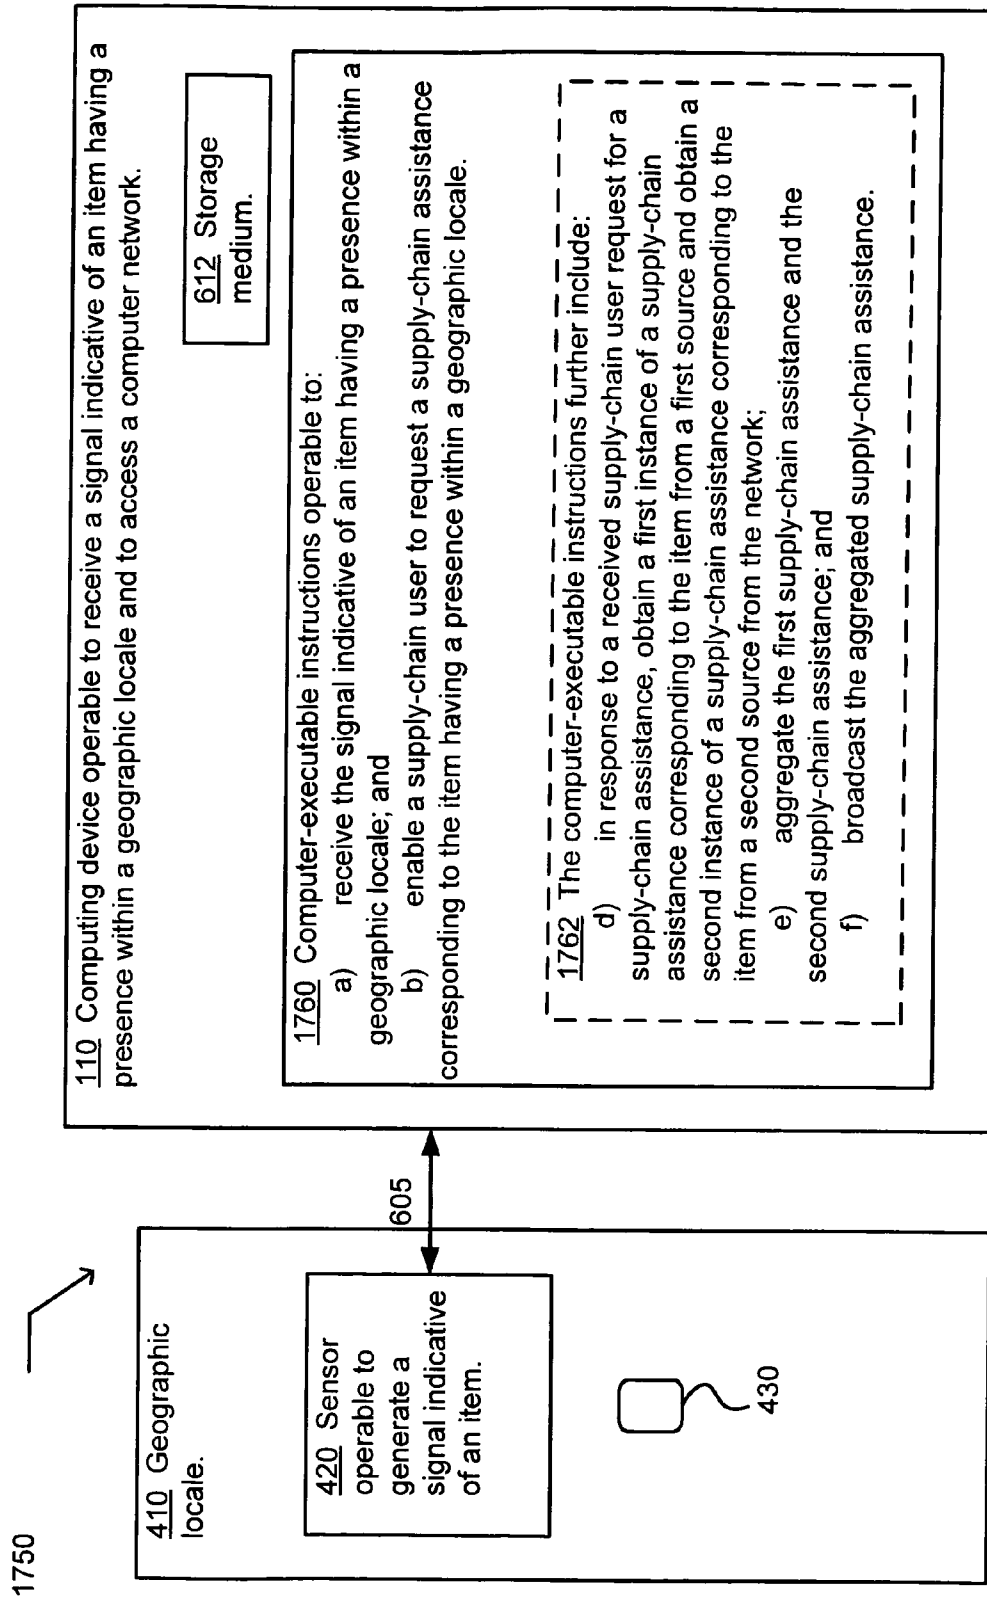 1750
410 Geographic
locale.
420 Sensor
operable to
generate a
signal indicative
of an item.
430
605
110 Computing device operable to receive a signal indicative of an item having a
presence within a geographic locale and to access a computer network.
612 Storage
medium.
1760 Computer-executable instructions operable to:
a) receive the signal indicative of an item having a presence within a
geographic locale; and
b) enable a supply-chain user to request a supply-chain assistance
corresponding to the item having a presence within a geographic locale.
1762 The computer-executable instructions further include:
d) in response to a received supply-chain user request for a
supply-chain assistance, obtain a first instance of a supply-chain
assistance corresponding to the item from a first source and obtain a
second instance of a supply-chain assistance corresponding to the
item from a second source from the network;
e) aggregate the first supply-chain assistance and the
second supply-chain assistance; and
f) broadcast the aggregated supply-chain assistance.